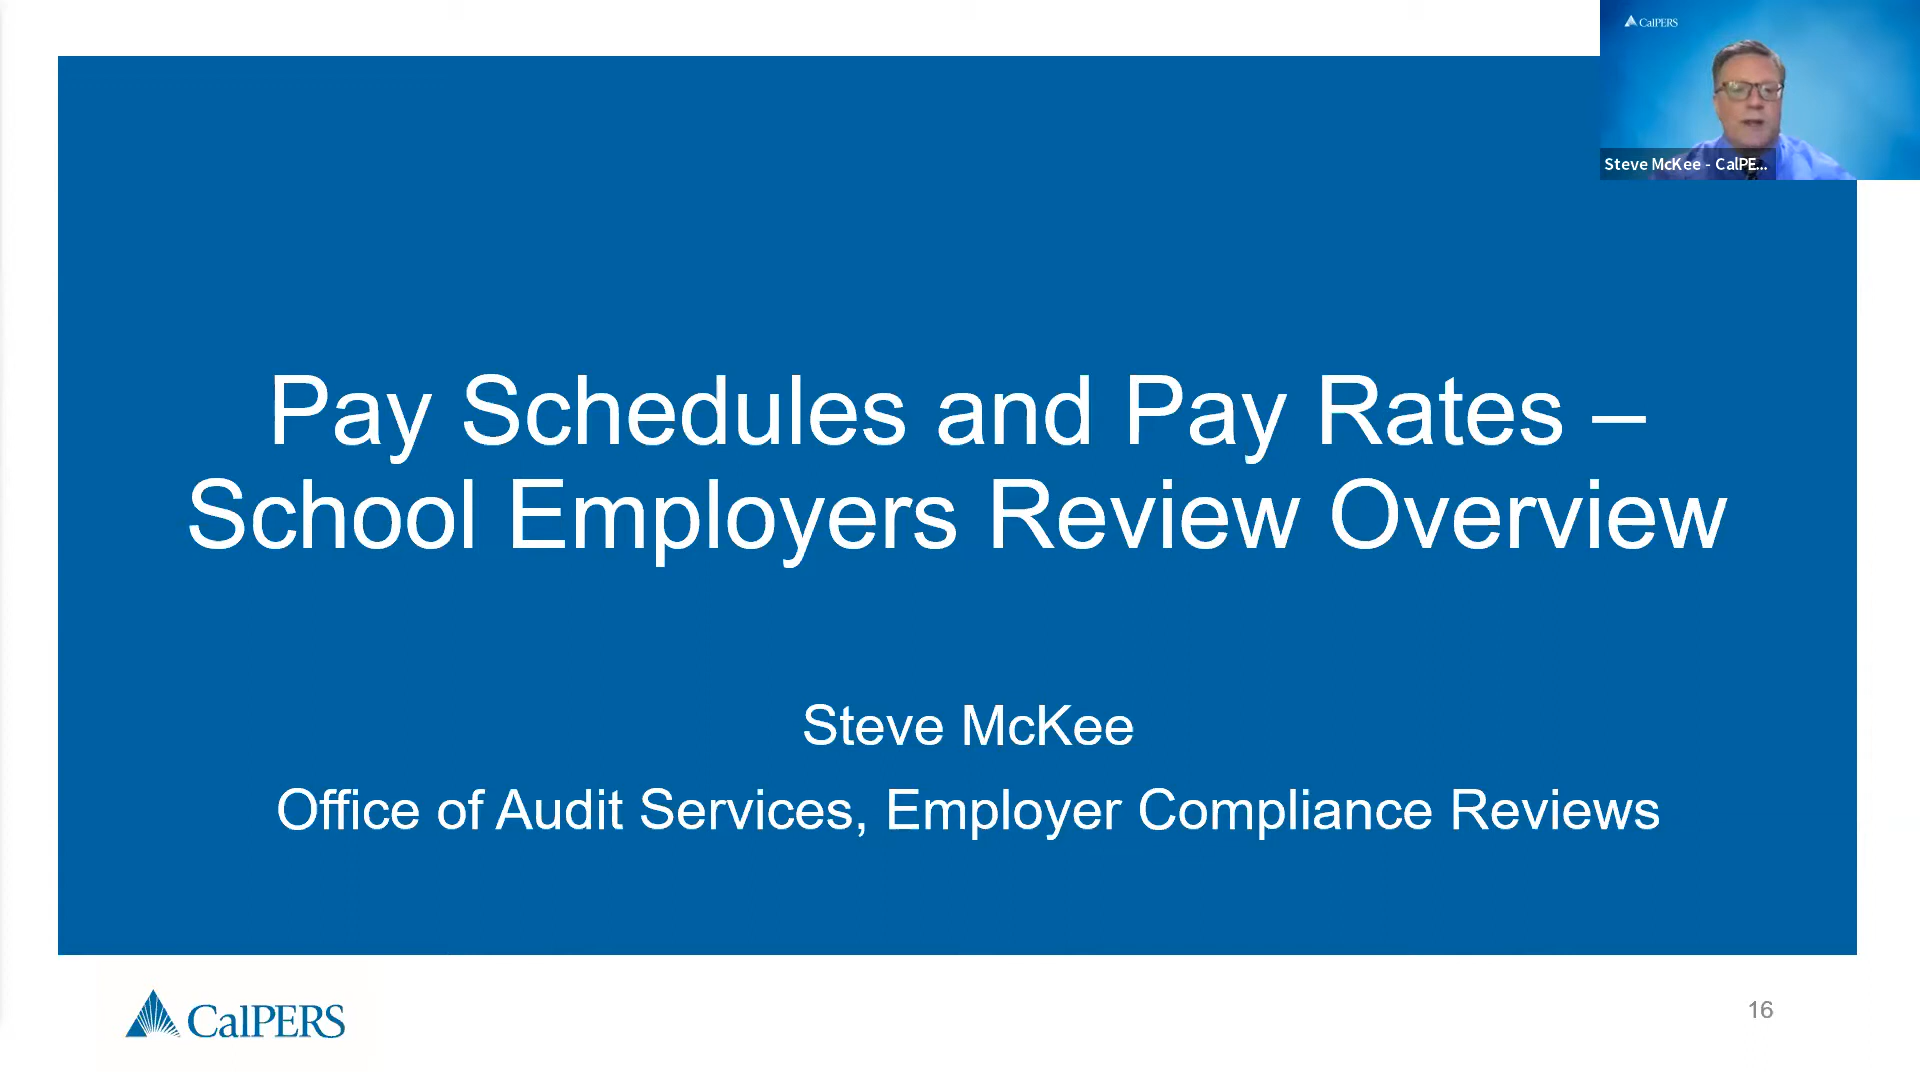 CalPERS
Steve McKee - CalPE...
Pay Schedules and Pay Rates –
School Employers Review Overview
Steve McKee
Office of Audit Services, Employer Compliance Reviews
CalPERS
16